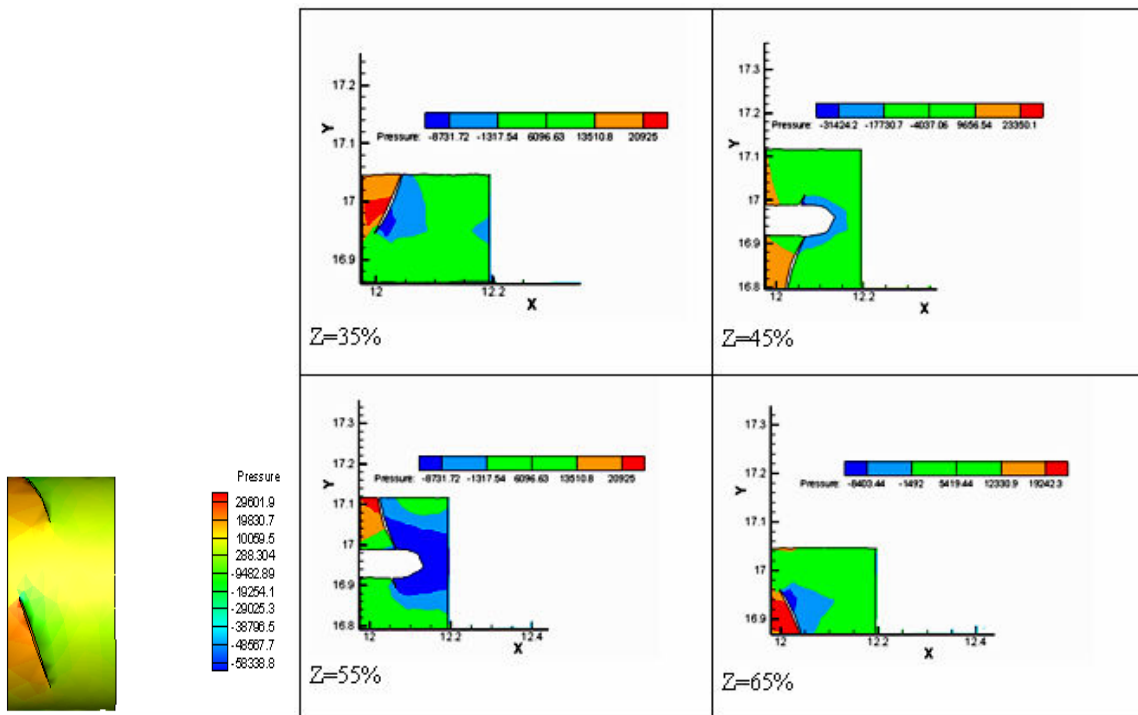 17.2
Y
17.1
17
16.9
12
12.2
X
Pressure: -8731.72 -1317.54 6096.63 13510.8 20925
Z=35%
17.3
17.2
Y
17.1
17
16.9
16.8
12
12.2
X
Pressure: -31424.2 -17730.7 -4037.06 9656.54 23350.1
Z=45%
Pressure
29601.9
19830.7
10059.5
288.304
-9482.89
-19254.1
-29025.3
-38796.5
-48567.7
-58338.8
17.3
17.2
Y
17.1
17
16.9
16.8
12
12.2
12.4
X
Pressure: -8731.72 -1317.54 6096.63 13510.8 20925
Z=55%
17.3
17.2
Y
17.1
17
16.9
12
12.2
12.4
X
Pressure: -8403.44 -1492 5419.44 12330.9 19242.3
Z=65%